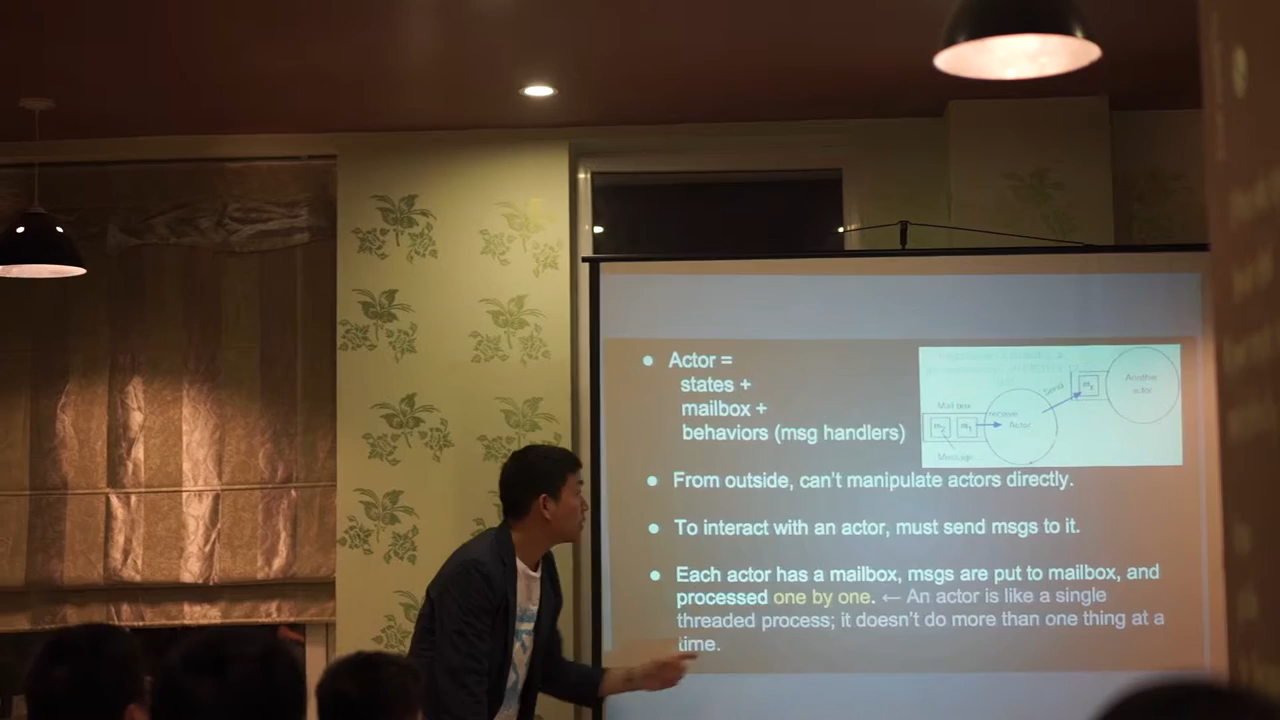 ● Actor =
states +
mailbox +
behaviors (msg handlers)
Mail box
m2 m1
receive
Actor
Message
Send
Another
actor
● From outside, can't manipulate actors directly.
● To interact with an actor, must send msgs to it.
● Each actor has a mailbox, msgs are put to mailbox, and
processed one by one. ← An actor is like a single
threaded process; it doesn't do more than one thing at a
time.